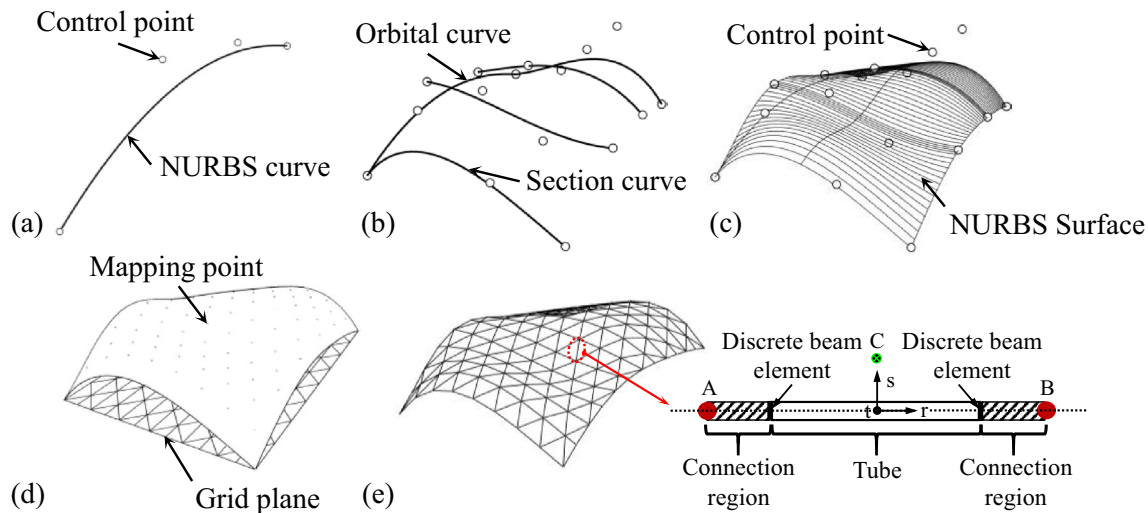 Control point
NURBS curve
(a)
Orbital curve
Section curve
(b)
Control point
NURBS Surface
(c)
Mapping point
Grid plane
(d)
(e)
Discrete beam
element
C
Discrete beam
element
A
s
B
t
r
Connection
region
Tube
Connection
region